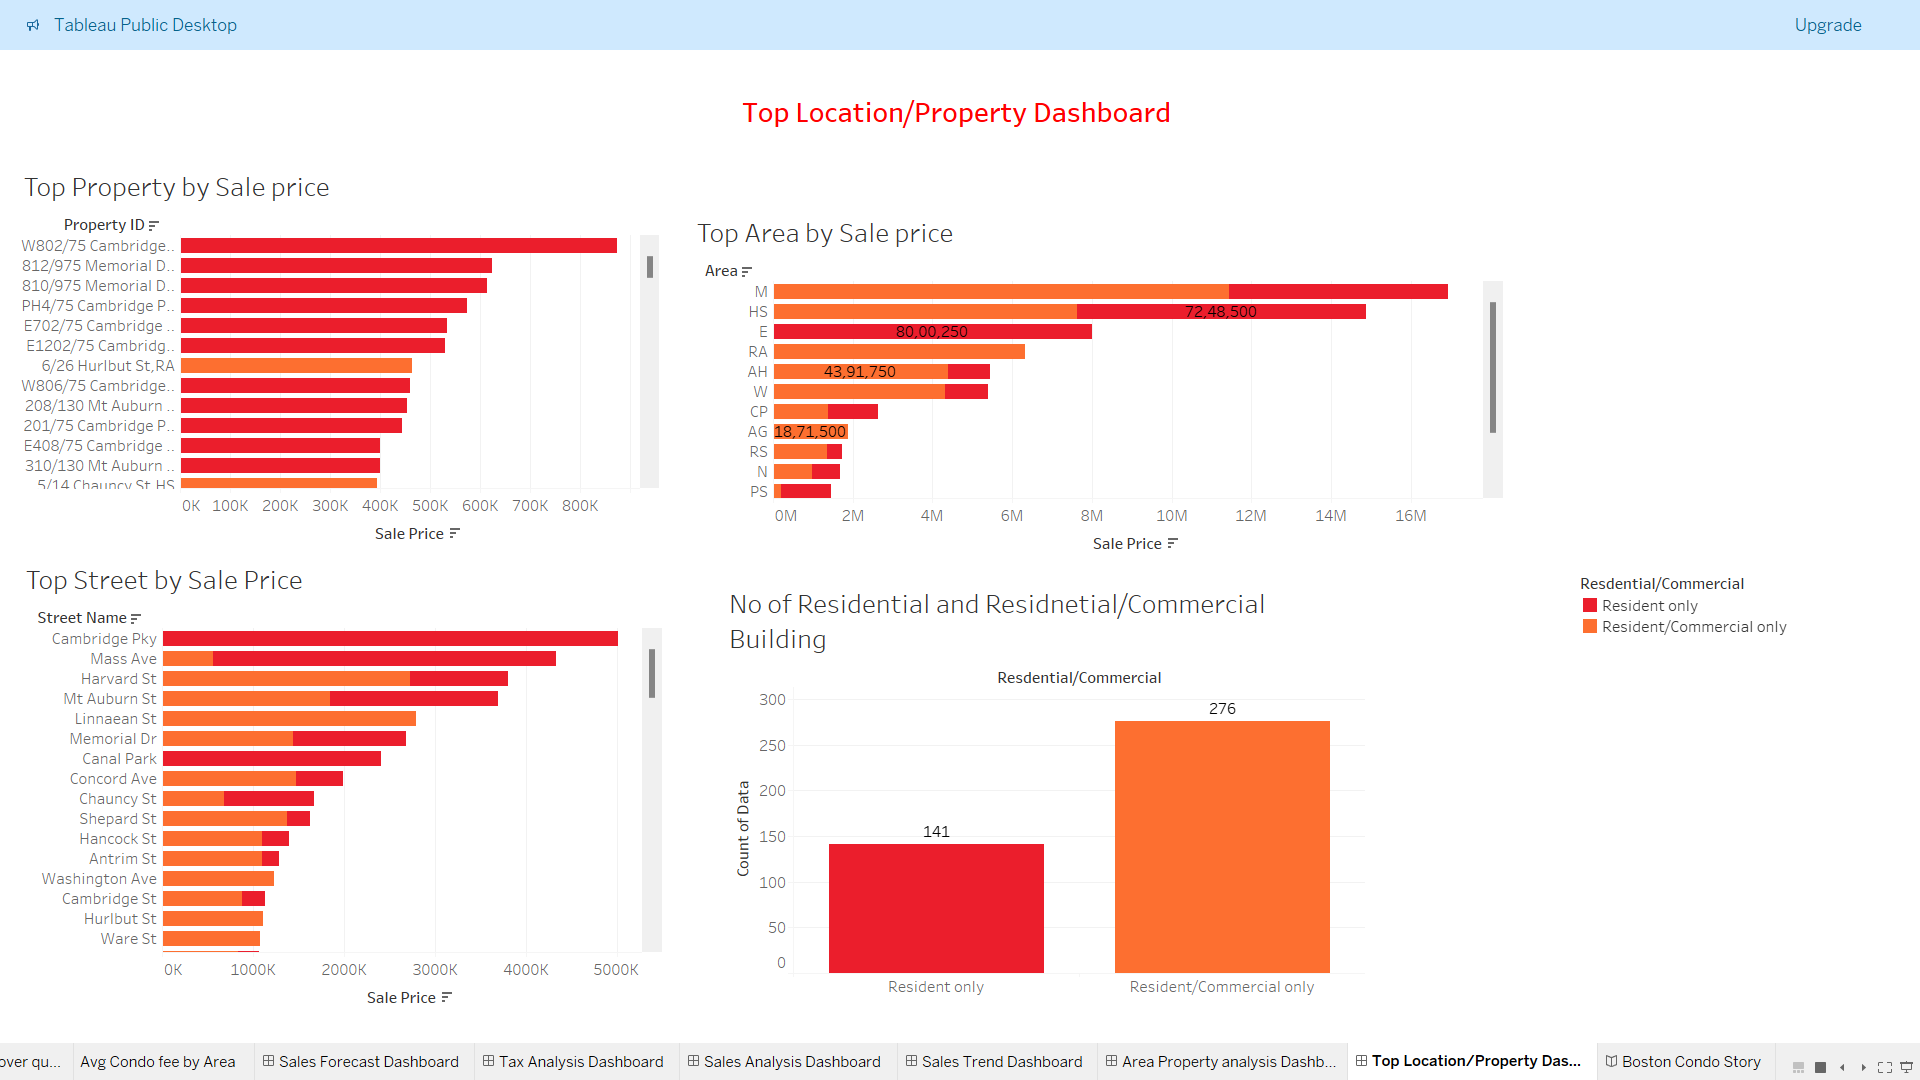 Tableau Public Desktop
Upgrade
Top Location/Property Dashboard
Top Property by Sale price
Property ID
W802/75 Cambridge..
812/975 Memorial D..
810/975 Memorial D..
PH4/75 Cambridge P..
E702/75 Cambridge ..
E1202/75 Cambridg..
6/26 Hurlbut St,RA
W806/75 Cambridge..
208/130 Mt Auburn ..
201/75 Cambridge P..
E408/75 Cambridge ..
310/130 Mt Auburn ..
5/14 Chauncy St,HS
0K 100K 200K 300K 400K 500K 600K 700K 800K
Sale Price
Top Area by Sale price
Area
M
HS 72,48,500
E 80,00,250
RA
AH 43,91,750
W
CP
AG 18,71,500
RS
N
PS
0M 2M 4M 6M 8M 10M 12M 14M 16M
Sale Price
Top Street by Sale Price
Street Name
Cambridge Pky
Mass Ave
Harvard St
Mt Auburn St
Linnaean St
Memorial Dr
Canal Park
Concord Ave
Chauncy St
Shepard St
Hancock St
Antrim St
Washington Ave
Cambridge St
Hurlbut St
Ware St
0K 1000K 2000K 3000K 4000K 5000K
Sale Price
No of Residential and Residnetial/Commercial
Building
Resdential/Commercial
Count of Data
300
250
200
150
100
50
0
141
276
Resident only
Resident/Commercial only
Resdential/Commercial
Resident only
Resident/Commercial only
over qu...
Avg Condo fee by Area
Sales Forecast Dashboard
Tax Analysis Dashboard
Sales Analysis Dashboard
Sales Trend Dashboard
Area Property analysis Dashb...
Top Location/Property Das...
Boston Condo Story